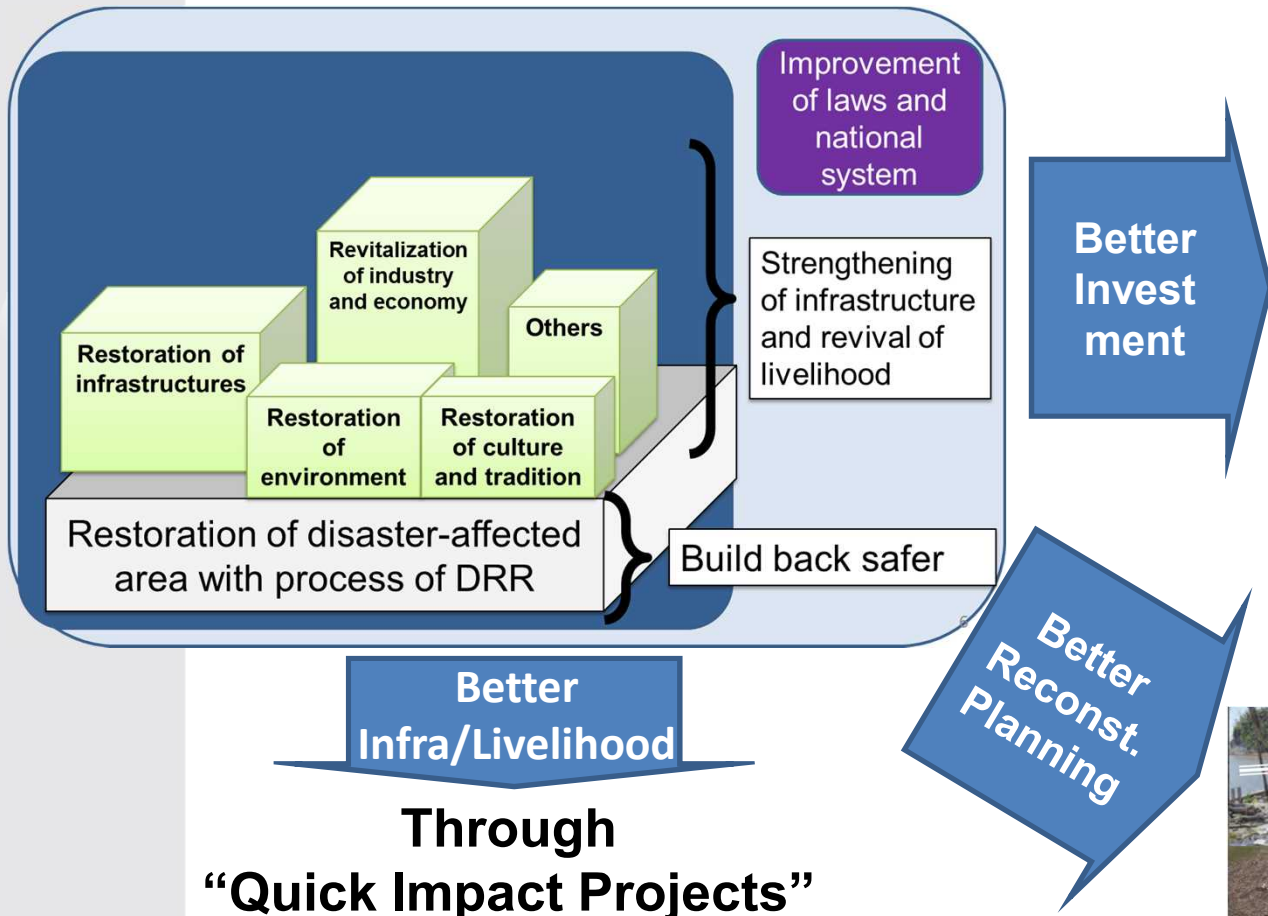 Improvement
of laws and
national
system
Revitalization
of industry
and economy
Others
Restoration of
infrastructures
Restoration
of
environment
Restoration
of culture
and tradition
Strengthening
of infrastructure
and revival of
livelihood
Restoration of disaster-affected
area with process of DRR
Build back safer
6
Better
Invest
ment
Better
Reconst.
Planning
Better
Infra/Livelihood
Through
“Quick Impact Projects”